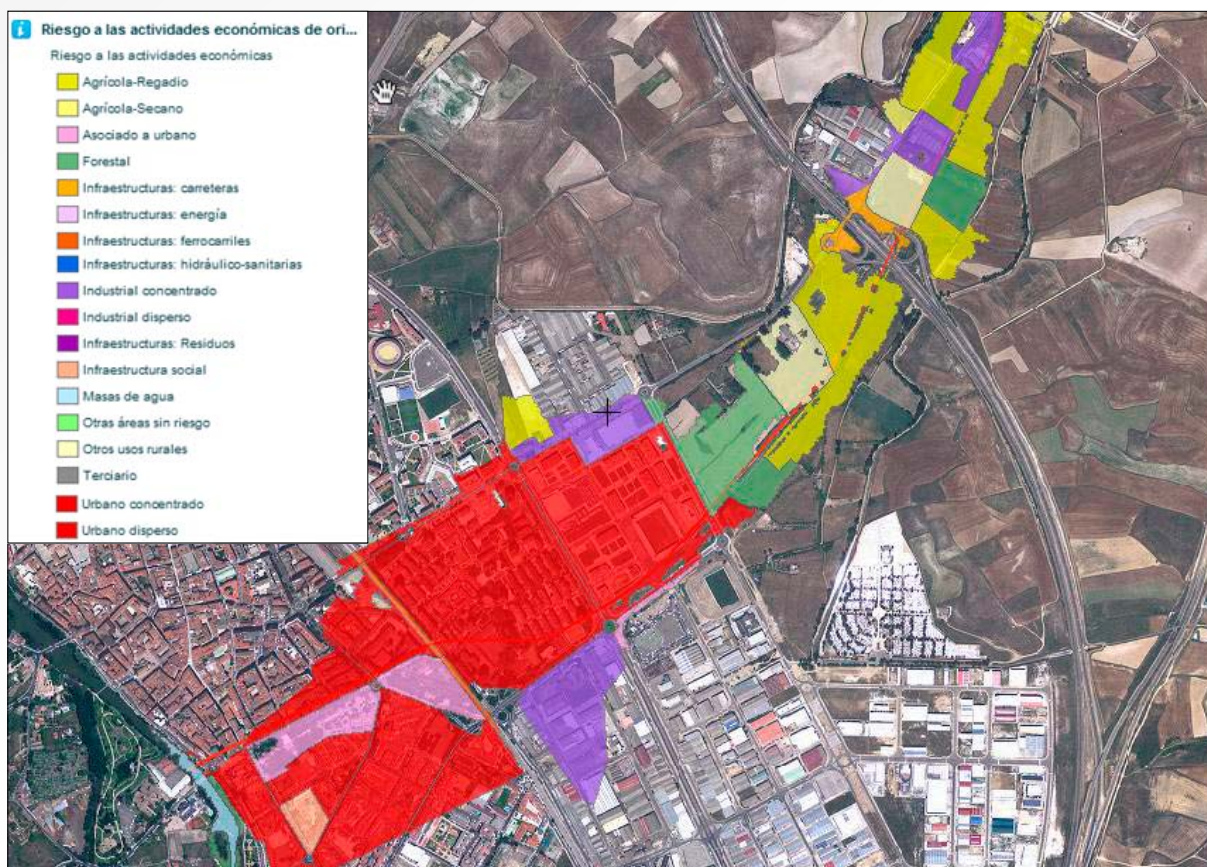 Riesgo a las actividades económicas de ori...
Riesgo a las actividades económicas
Agrícola-Regadio
Agrícola-Secano
Asociado a urbano
Forestal
Infraestructuras: carreteras
Infraestructuras: energía
Infraestructuras: ferrocarriles
Infraestructuras: hidráulico-sanitarias
Industrial concentrado
Industrial disperso
Infraestructuras: Residuos
Infraestructura social
Masas de agua
Otras áreas sin riesgo
Otros usos rurales
Terciario
Urbano concentrado
Urbano disperso